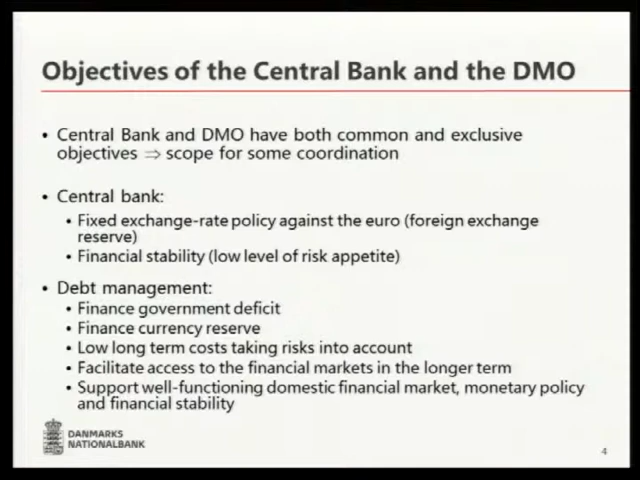 Objectives of the Central Bank and the DMO
• Central Bank and DMO have both common and exclusive
objectives ⇒ scope for some coordination
• Central bank:
• Fixed exchange-rate policy against the euro (foreign exchange
reserve)
• Financial stability (low level of risk appetite)
• Debt management:
• Finance government deficit
• Finance currency reserve
• Low long term costs taking risks into account
• Facilitate access to the financial markets in the longer term
• Support well-functioning domestic financial market, monetary policy
and financial stability
DANMARKS
NATIONALBANK
4